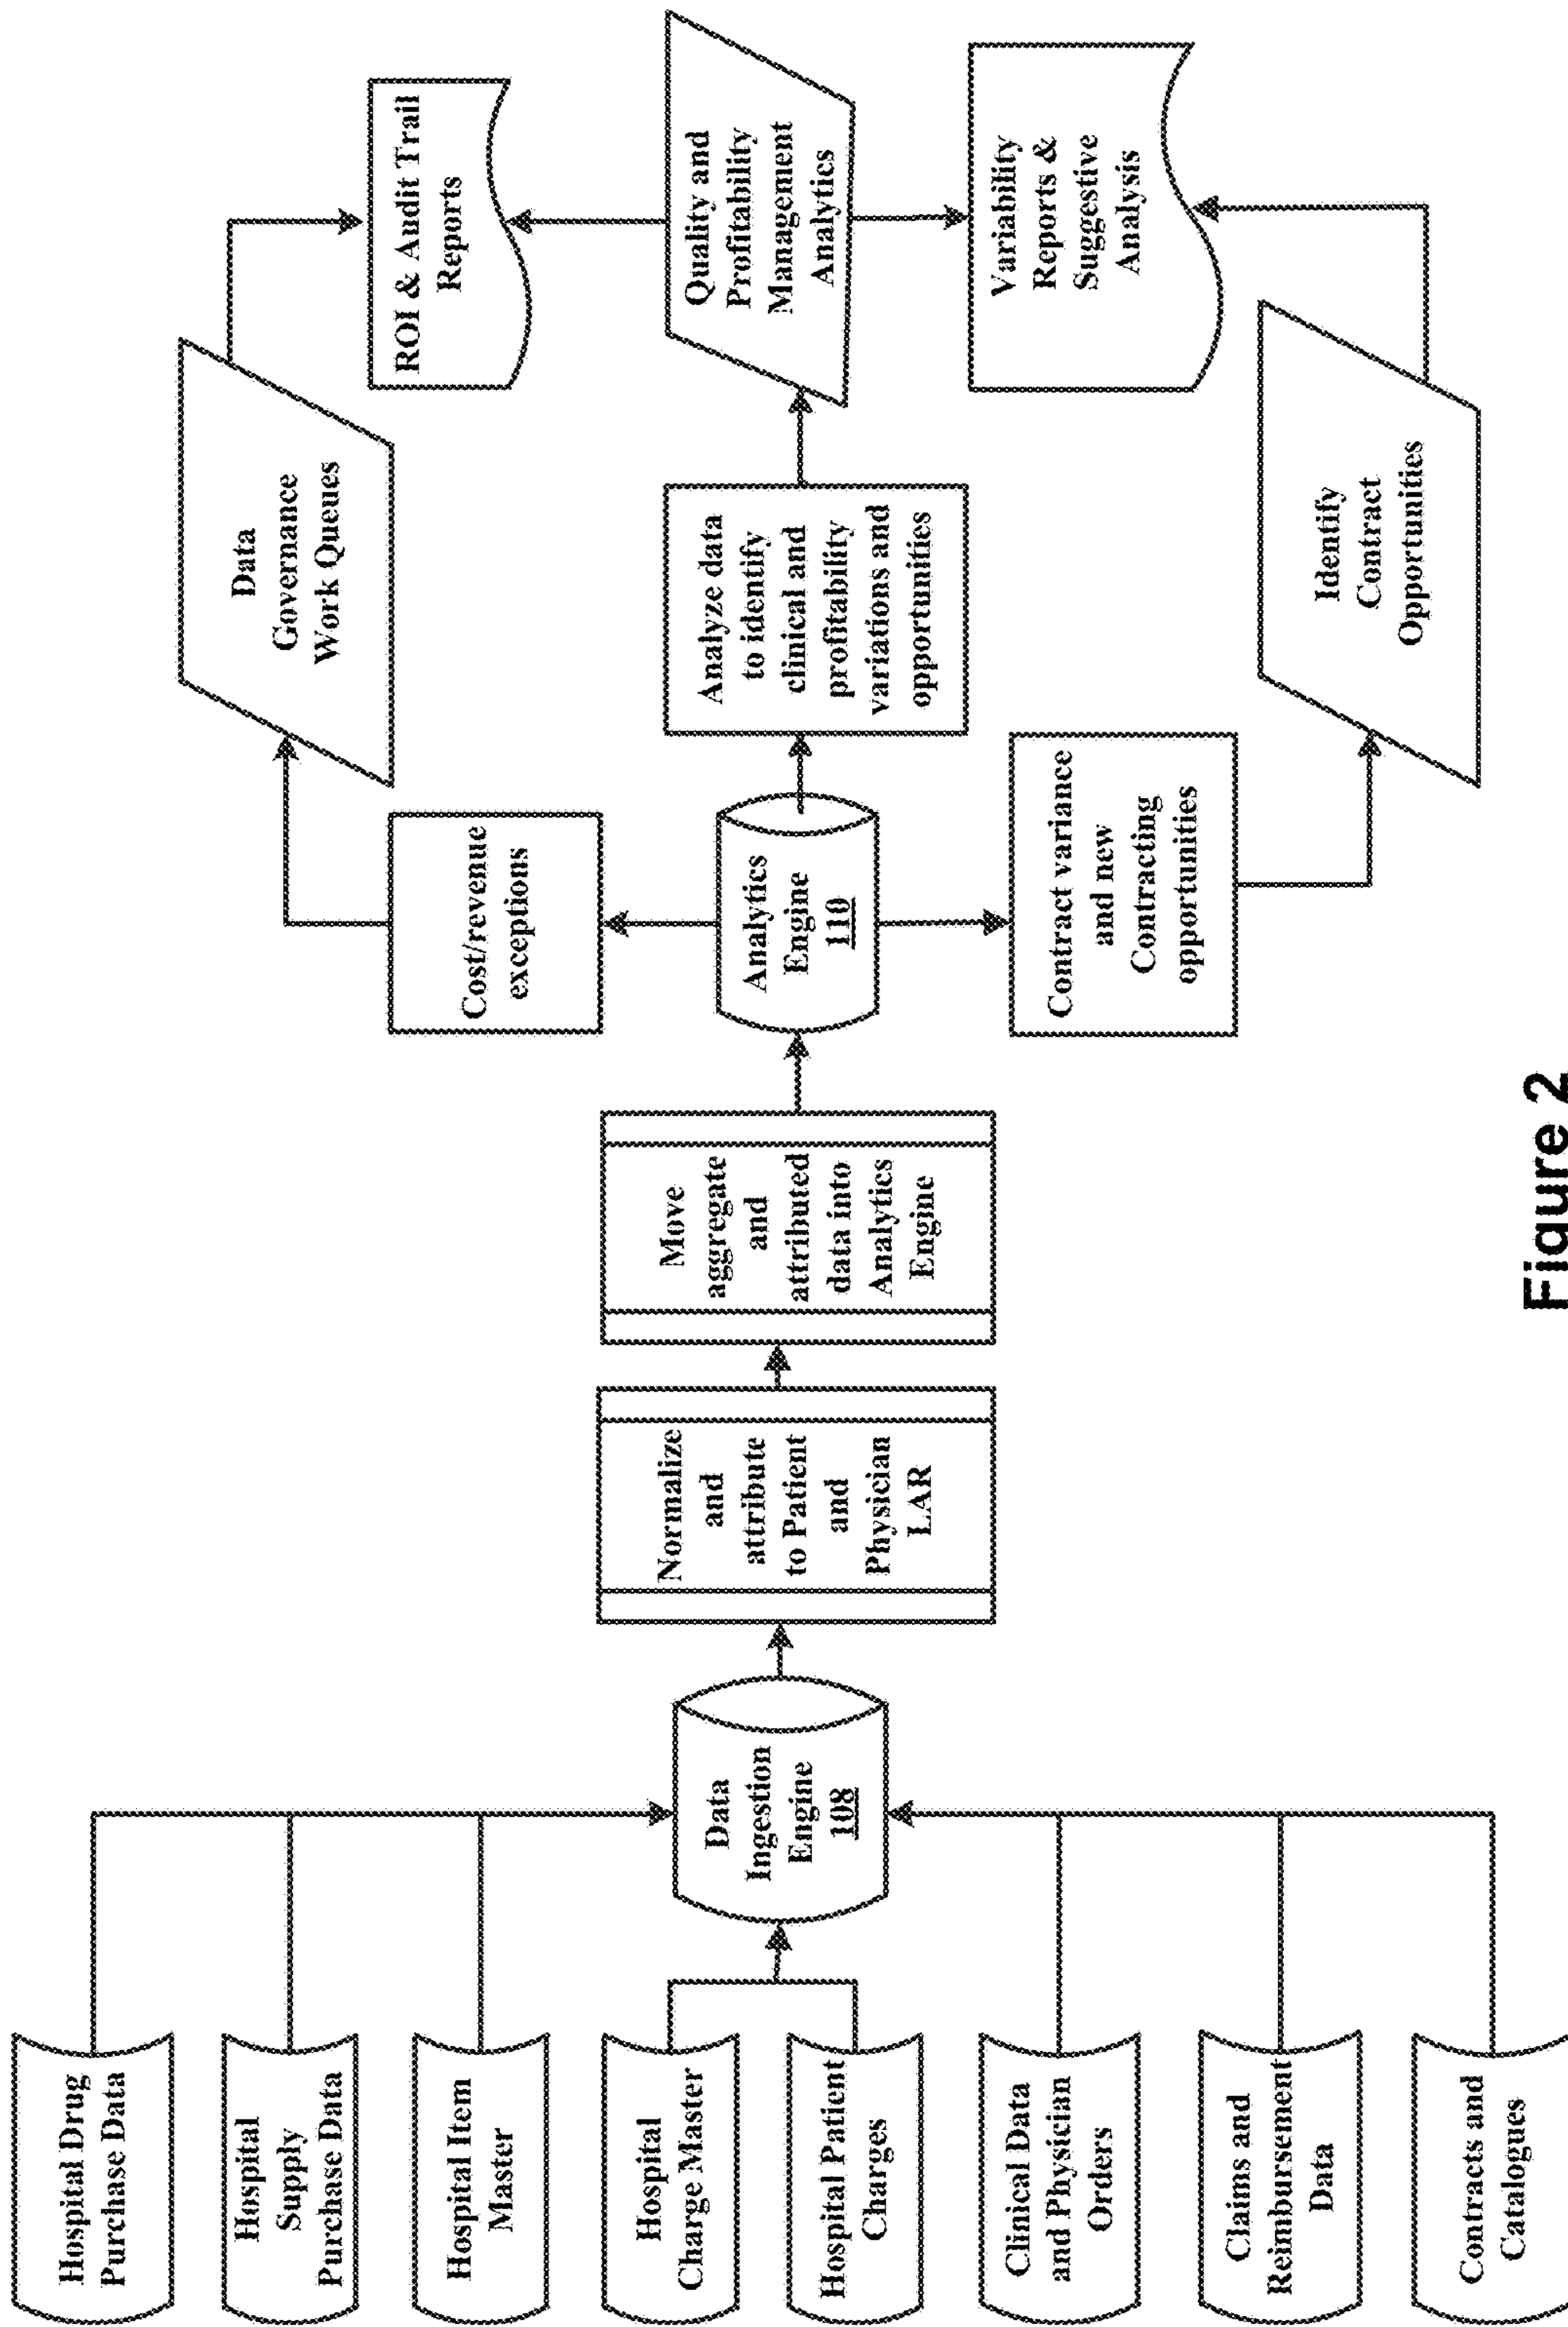 Hospital Drug
Purchase Data
Hospital
Supply
Purchase Data
Hospital Item
Master
Hospital
Charge Master
Hospital Patient
Charges
Clinical Data
and Physician
Orders
Claims and
Reimbursement
Data
Contracts and
Catalogues
Data
Ingestion
Engine
108
Normalize
and
attribute
to Patient
and
Physician
LAR
Move
aggregate
and
attributed
data into
Analytics
Engine
Analytics
Engine
110
Cost/revenue
exceptions
Analyze data
to identify
clinical and
profitability
variations and
opportunities
Contract variance
and new
Contracting
opportunities
Data
Governance
Work Queues
Identify
Contract
Opportunities
ROI & Audit Trail
Reports
Quality and
Profitability
Management
Analytics
Variability
Reports &
Suggestive
Analysis
Figure 2